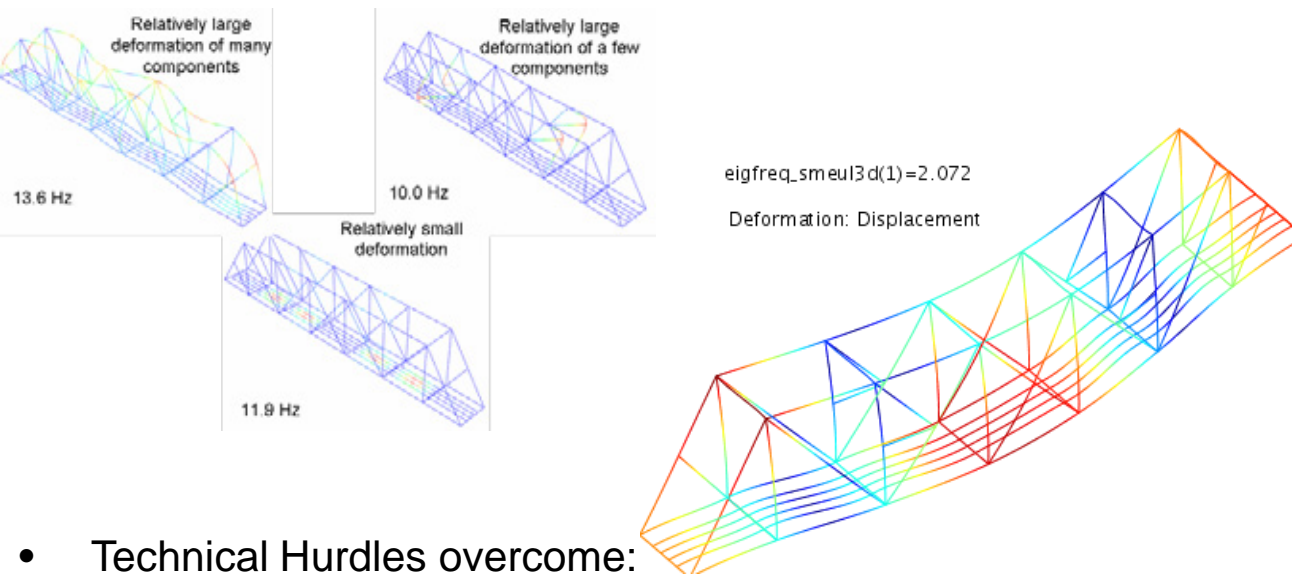 Relatively large
deformation of many
components
13.6 Hz
Relatively large
deformation of a few
components
10.0 Hz
Relatively small
deformation
11.9 Hz
eigfreq_smeul3d(1)=2.072
Deformation: Displacement
• Technical Hurdles overcome: